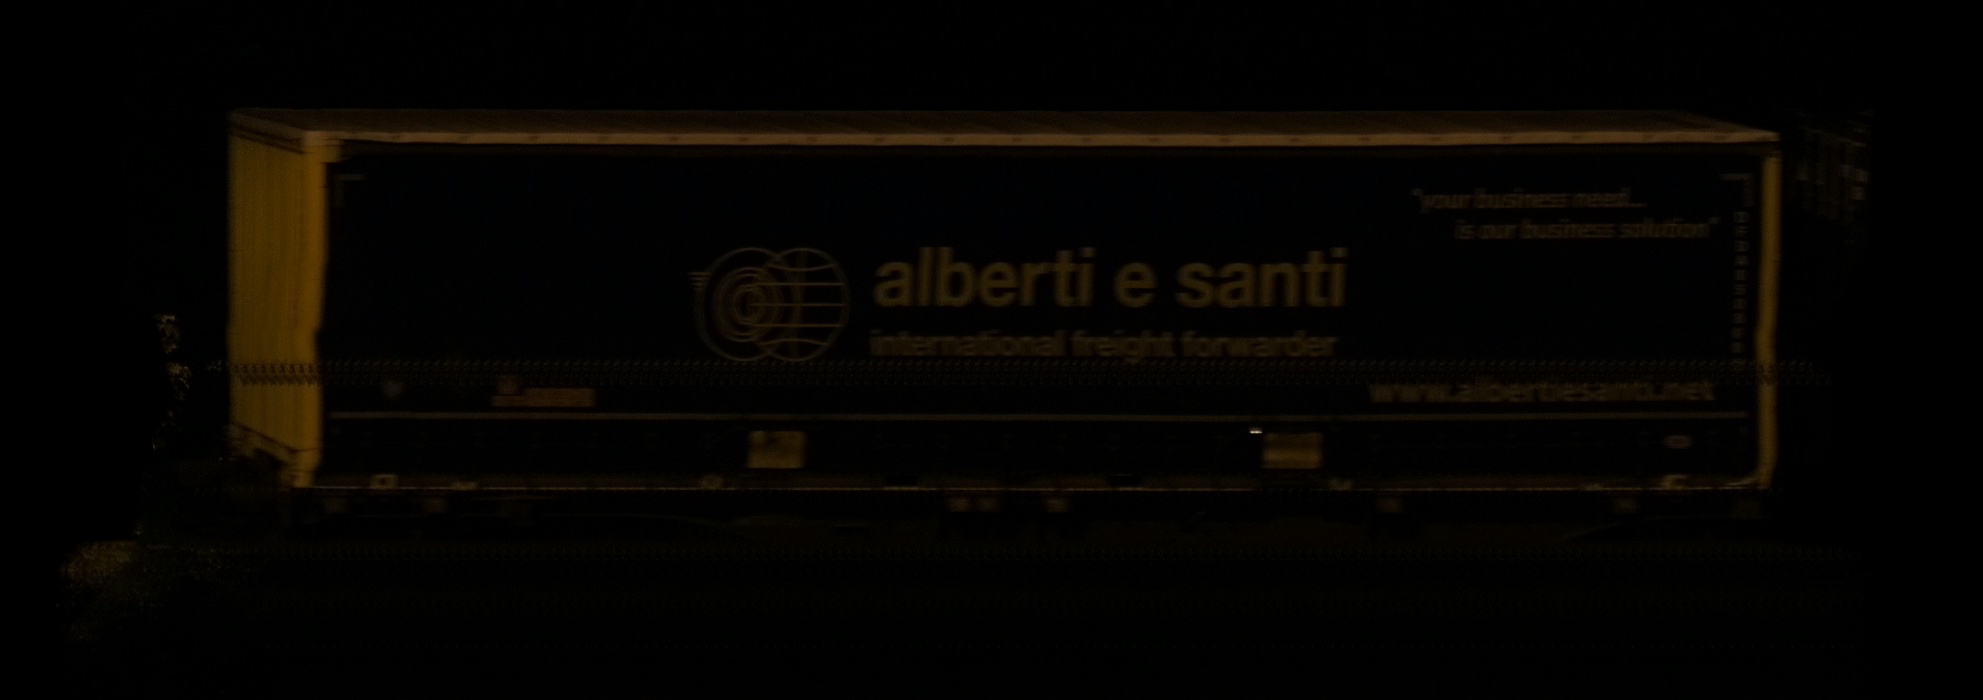 "your business need...
is our business solution"
alberti e santi
international freight forwarder
www.albertiesanti.net